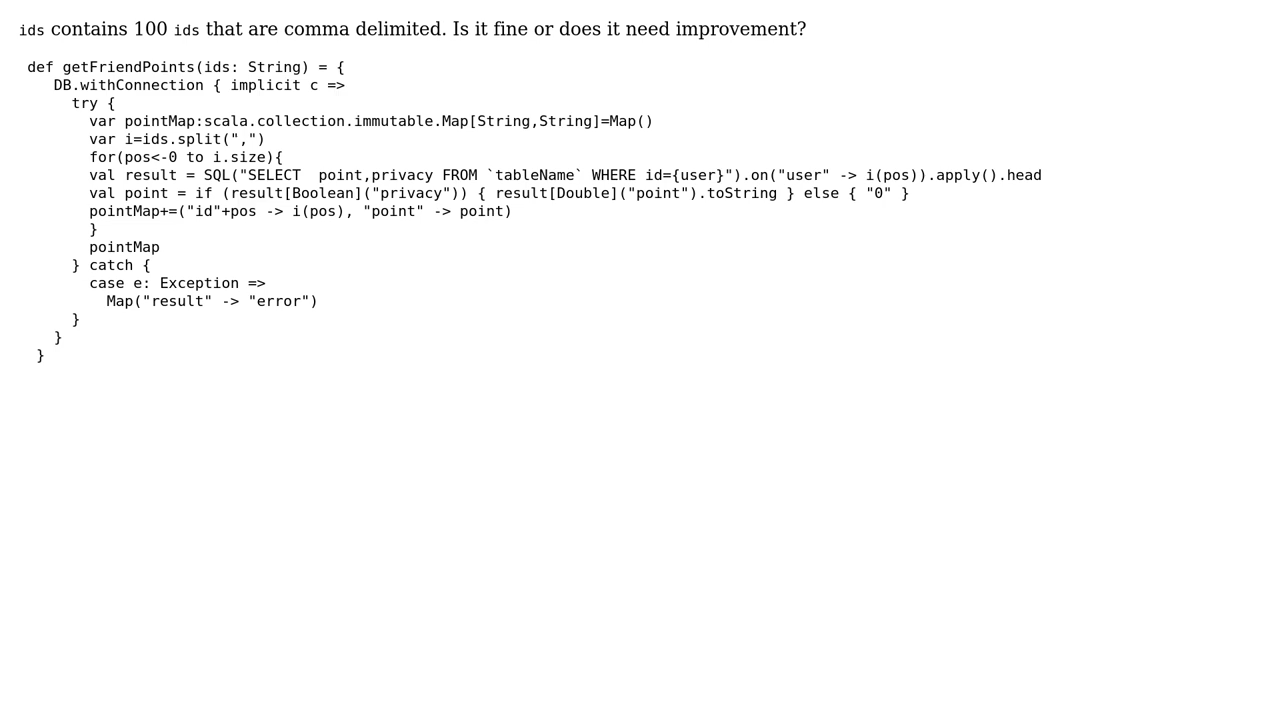 ids contains 100 ids that are comma delimited. Is it fine or does it need improvement?
def getFriendPoints(ids: String) = {
DB.withConnection { implicit c =>
try {
var pointMap:scala.collection.immutable.Map[String,String]=Map()
var i=ids.split(",")
for(pos<-0 to i.size){
val result = SQL("SELECT  point,privacy FROM `tableName` WHERE id={user}").on("user" -> i(pos)).apply().head
val point = if (result[Boolean]("privacy")) { result[Double]("point").toString } else { "0" }
pointMap+=("id"+pos -> i(pos), "point" -> point)
}
pointMap
} catch {
case e: Exception =>
Map("result" -> "error")
}
}
}